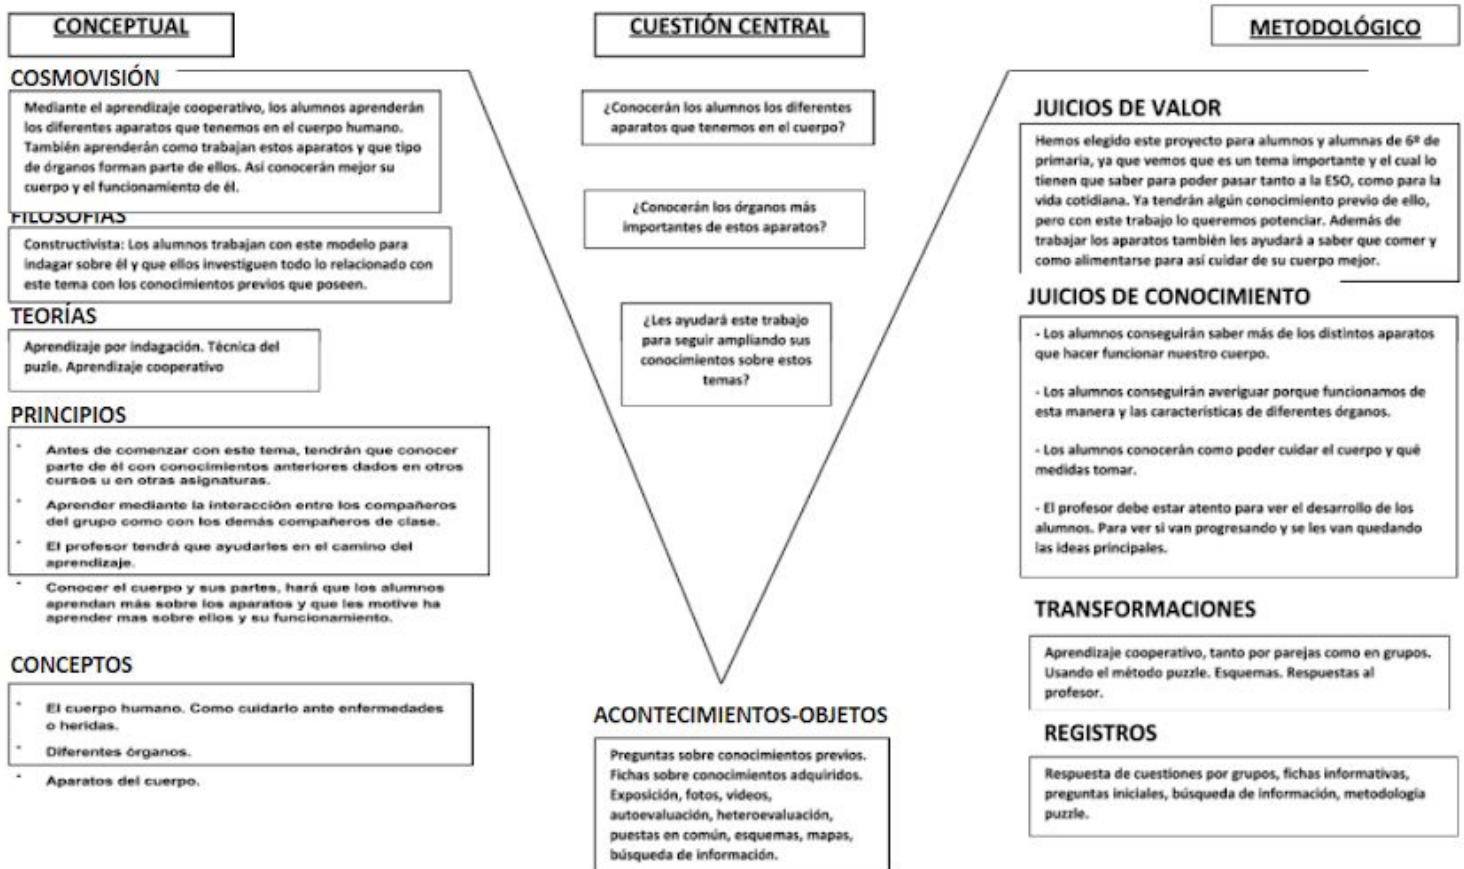 CONCEPTUAL
COSMOVISIÓN
Mediante el aprendizaje cooperativo, los alumnos aprenderán
los diferentes aparatos que tenemos en el cuerpo humano.
También aprenderán como trabajan estos aparatos y que tipo
de órganos forman parte de ellos. Así conocerán mejor su
cuerpo y el funcionamiento de él.
FILOSOFÍAS
Constructivista: Los alumnos trabajan con este modelo para
indagar sobre él y que ellos investiguen todo lo relacionado con
este tema con los conocimientos previos que poseen.
TEORÍAS
Aprendizaje por indagación. Técnica del
puzle. Aprendizaje cooperativo
PRINCIPIOS
- Antes de comenzar con este tema, tendrán que conocer
parte de él con conocimientos anteriores dados en otros
cursos u en otras asignaturas.
- Aprender mediante la interacción entre los compañeros
del grupo como con los demás compañeros de clase.
- El profesor tendrá que ayudarles en el camino del
aprendizaje.
- Conocer el cuerpo y sus partes, hará que los alumnos
aprendan más sobre los aparatos y que les motive ha
aprender mas sobre ellos y su funcionamiento.
CONCEPTOS
- El cuerpo humano. Como cuidarlo ante enfermedades
o heridas.
- Diferentes órganos.
- Aparatos del cuerpo.
CUESTIÓN CENTRAL
¿Conocerán los alumnos los diferentes
aparatos que tenemos en el cuerpo?
¿Conocerán los órganos más
importantes de estos aparatos?
¿Les ayudará este trabajo
para seguir ampliando sus
conocimientos sobre estos
temas?
ACONTECIMIENTOS-OBJETOS
Preguntas sobre conocimientos previos.
Fichas sobre conocimientos adquiridos.
Exposición, fotos, videos,
autoevaluación, heteroevaluación,
puestas en común, esquemas, mapas,
búsqueda de información.
METODOLÓGICO
JUICIOS DE VALOR
Hemos elegido este proyecto para alumnos y alumnas de 6º de
primaria, ya que vemos que es un tema importante y el cual lo
tienen que saber para poder pasar tanto a la ESO, como para la
vida cotidiana. Ya tendrán algún conocimiento previo de ello,
pero con este trabajo lo queremos potenciar. Además de
trabajar los aparatos también les ayudará a saber que comer y
como alimentarse para así cuidar de su cuerpo mejor.
JUICIOS DE CONOCIMIENTO
- Los alumnos conseguirán saber más de los distintos aparatos
que hacer funcionar nuestro cuerpo.
- Los alumnos conseguirán averiguar porque funcionamos de
esta manera y las características de diferentes órganos.
- Los alumnos conocerán como poder cuidar el cuerpo y qué
medidas tomar.
- El profesor debe estar atento para ver el desarrollo de los
alumnos. Para ver si van progresando y se les van quedando
las ideas principales.
TRANSFORMACIONES
Aprendizaje cooperativo, tanto por parejas como en grupos.
Usando el método puzzle. Esquemas. Respuestas al
profesor.
REGISTROS
Respuesta de cuestiones por grupos, fichas informativas,
preguntas iniciales, búsqueda de información, metodología
puzzle.